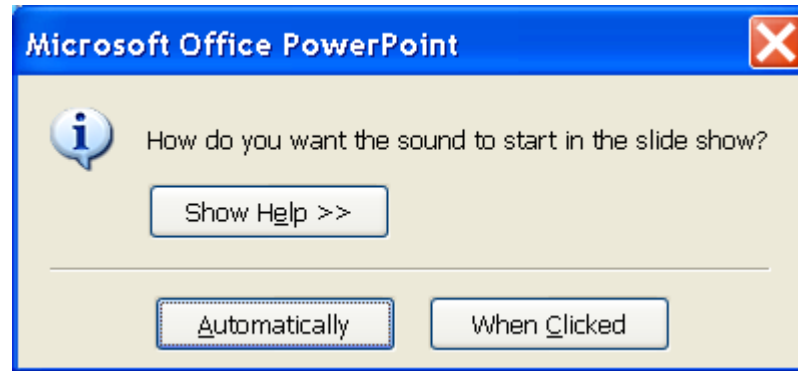 Microsoft Office PowerPoint
How do you want the sound to start in the slide show?
Show Help >>
Automatically
When Clicked